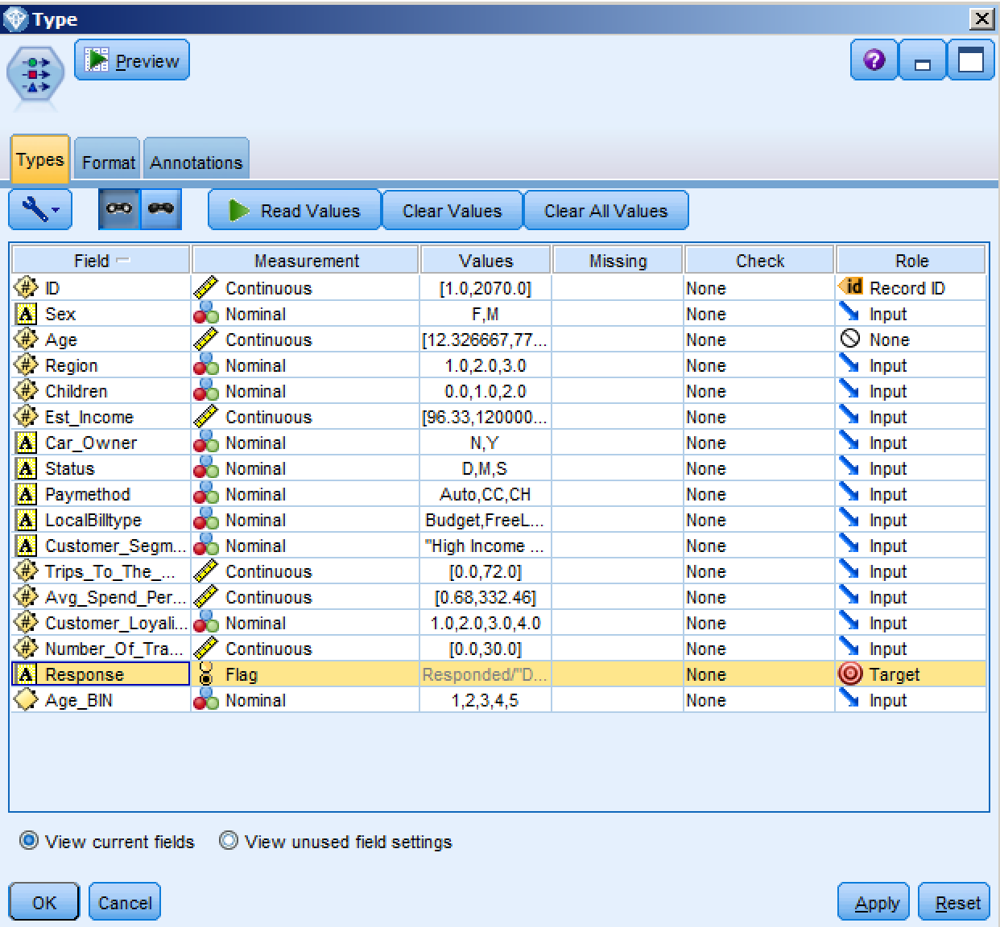 Type
Preview
Types Format Annotations
Read Values Clear Values Clear All Values
Field Measurement Values Missing Check Role
ID Continuous [1.0,2070.0] None id Record ID
A Sex Nominal F,M None Input
Age Continuous [12.326667,77... None None
Region Nominal 1.0,2.0,3.0 None Input
Children Nominal 0.0,1.0,2.0 None Input
Est_Income Continuous [96.33,120000... None Input
A Car_Owner Nominal N,Y None Input
A Status Nominal D,M,S None Input
A Paymethod Nominal Auto,CC,CH None Input
A LocalBilltype Nominal Budget,FreeL... None Input
A Customer_Segm... Nominal "High Income ... None Input
Trips_To_The_... Continuous [0.0,72.0] None Input
Avg_Spend_Per... Continuous [0.68,332.46] None Input
Customer_Loyali... Nominal 1.0,2.0,3.0,4.0 None Input
Number_Of_Tra... Continuous [0.0,30.0] None Input
A Response Flag Responded/"D... None Target
Age_BIN Nominal 1,2,3,4,5 None Input
View current fields View unused field settings
OK Cancel Apply Reset